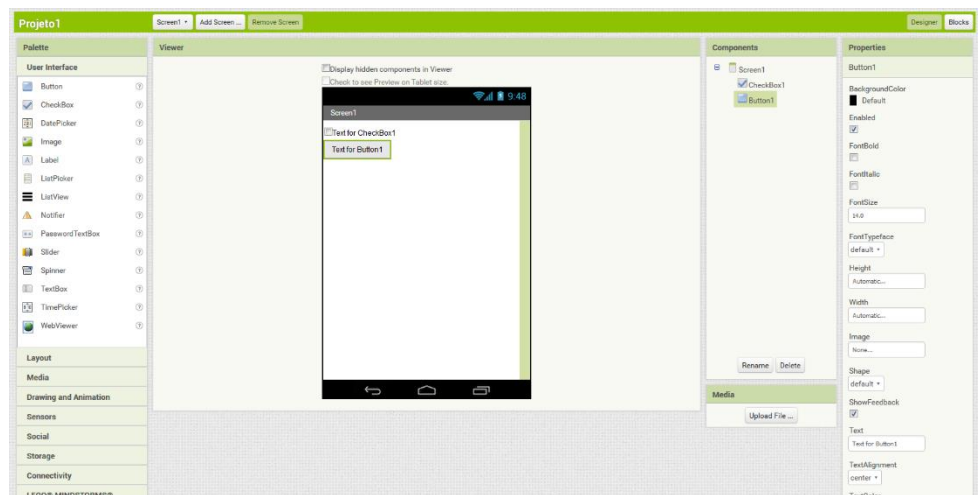 Projeto1
Screen1
Add Screen ...
Remove Screen
Designer
Blocks
Palette
User Interface
Button
CheckBox
DatePicker
Image
Label
ListPicker
ListView
Notifier
PasswordTextBox
Slider
Spinner
TextBox
TimePicker
WebViewer
Layout
Media
Drawing and Animation
Sensors
Social
Storage
Connectivity
LEGO® MINDSTORMS®
Viewer
Display hidden components in Viewer
Check to see Preview on Tablet size.
9:48
Screen1
Text for CheckBox1
Text for Button1
Components
Screen1
CheckBox1
Button1
Rename
Delete
Media
Upload File ...
Properties
Button1
BackgroundColor
Default
Enabled
FontBold
FontItalic
FontSize
14.0
FontTypeface
default
Height
Automatic...
Width
Automatic...
Image
None...
Shape
default
ShowFeedback
Text
Text for Button1
TextAlignment
center
TextColor